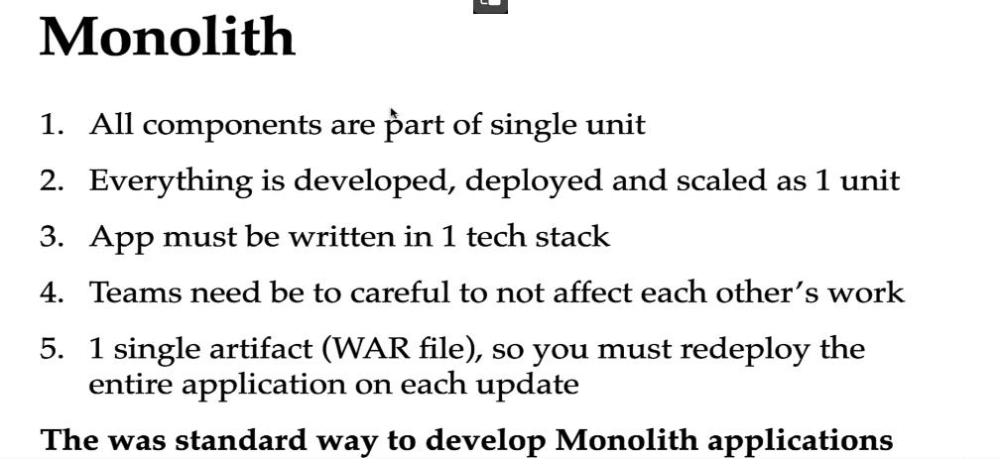 Monolith
1. All components are part of single unit
2. Everything is developed, deployed and scaled as 1 unit
3. App must be written in 1 tech stack
4. Teams need be to careful to not affect each other’s work
5. 1 single artifact (WAR file), so you must redeploy the
entire application on each update
The was standard way to develop Monolith applications